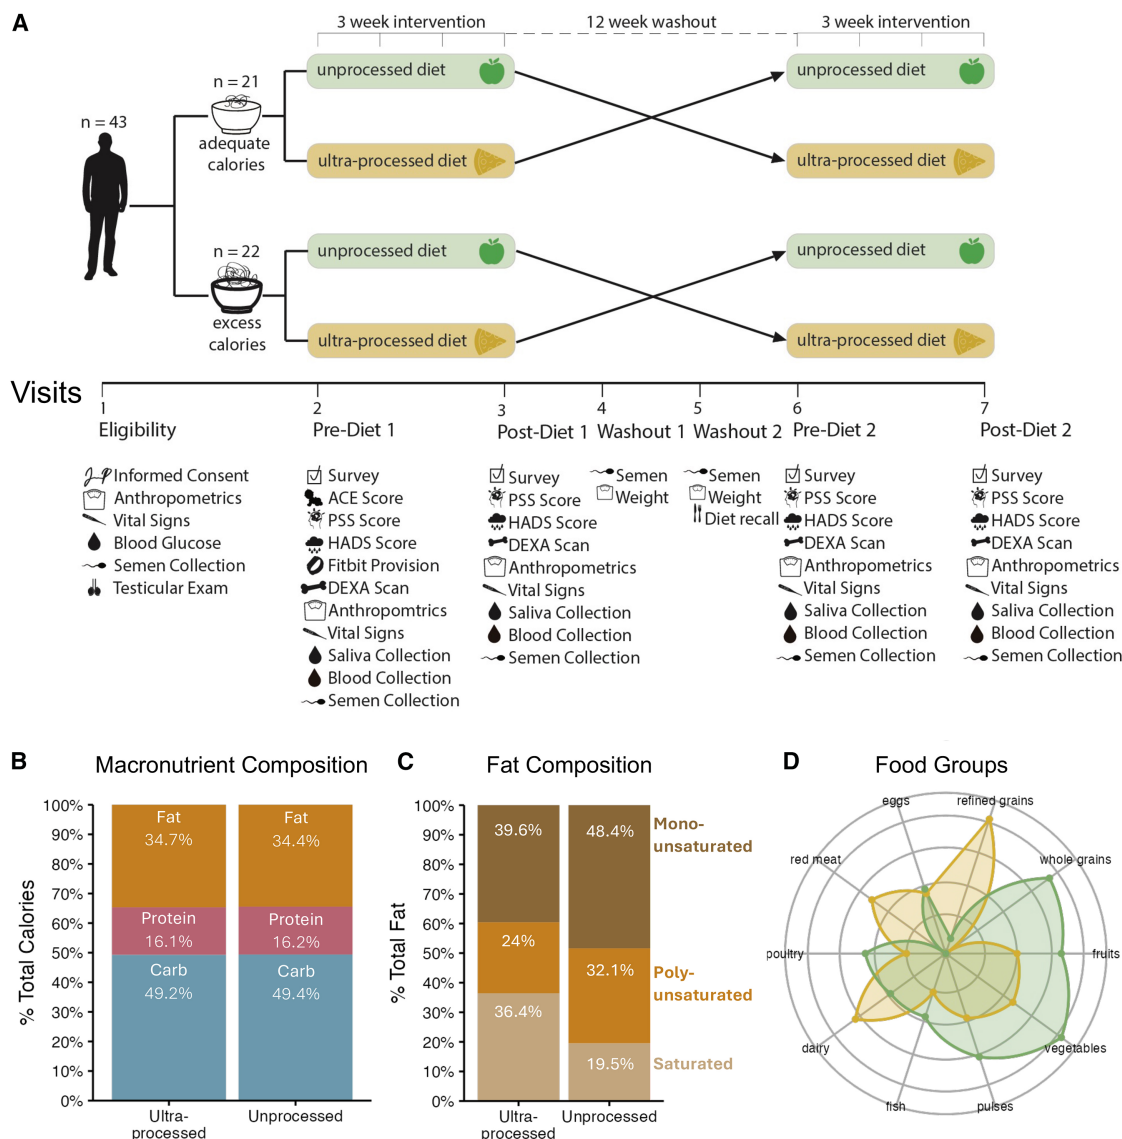 A
3 week intervention
12 week washout
3 week intervention
n = 43
n = 21
adequate
calories
unprocessed diet
ultra-processed diet
unprocessed diet
ultra-processed diet
n = 22
excess
calories
unprocessed diet
ultra-processed diet
unprocessed diet
ultra-processed diet
Visits
1
Eligibility
Informed Consent
Anthropometrics
Vital Signs
Blood Glucose
Semen Collection
Testicular Exam
2
Pre-Diet 1
Survey
ACE Score
PSS Score
HADS Score
Fitbit Provision
DEXA Scan
Anthropomtrics
Vital Signs
Saliva Collection
Blood Collection
Semen Collection
3
Post-Diet 1
Survey
PSS Score
HADS Score
DEXA Scan
Anthropometrics
Vital Signs
Saliva Collection
Blood Collection
Semen Collection
4
Washout 1
Semen
Weight
5
Washout 2
Semen
Weight
Diet recall
6
Pre-Diet 2
Survey
PSS Score
HADS Score
DEXA Scan
Anthropometrics
Vital Signs
Saliva Collection
Blood Collection
Semen Collection
7
Post-Diet 2
Survey
PSS Score
HADS Score
DEXA Scan
Anthropometrics
Vital Signs
Saliva Collection
Blood Collection
Semen Collection
B
Macronutrient Composition
% Total Calories
100%
90%
80%
70%
60%
50%
40%
30%
20%
10%
0%
Fat
34.7%
Protein
16.1%
Carb
49.2%
Fat
34.4%
Protein
16.2%
Carb
49.4%
Ultra-
processed
Unprocessed
C
Fat Composition
% Total Fat
100%
90%
80%
70%
60%
50%
40%
30%
20%
10%
0%
39.6%
24%
36.4%
48.4%
32.1%
19.5%
Mono-
unsaturated
Poly-
unsaturated
Saturated
Ultra-
processed
Unprocessed
D
Food Groups
eggs
refined grains
red meat
whole grains
poultry
fruits
dairy
vegetables
fish
pulses